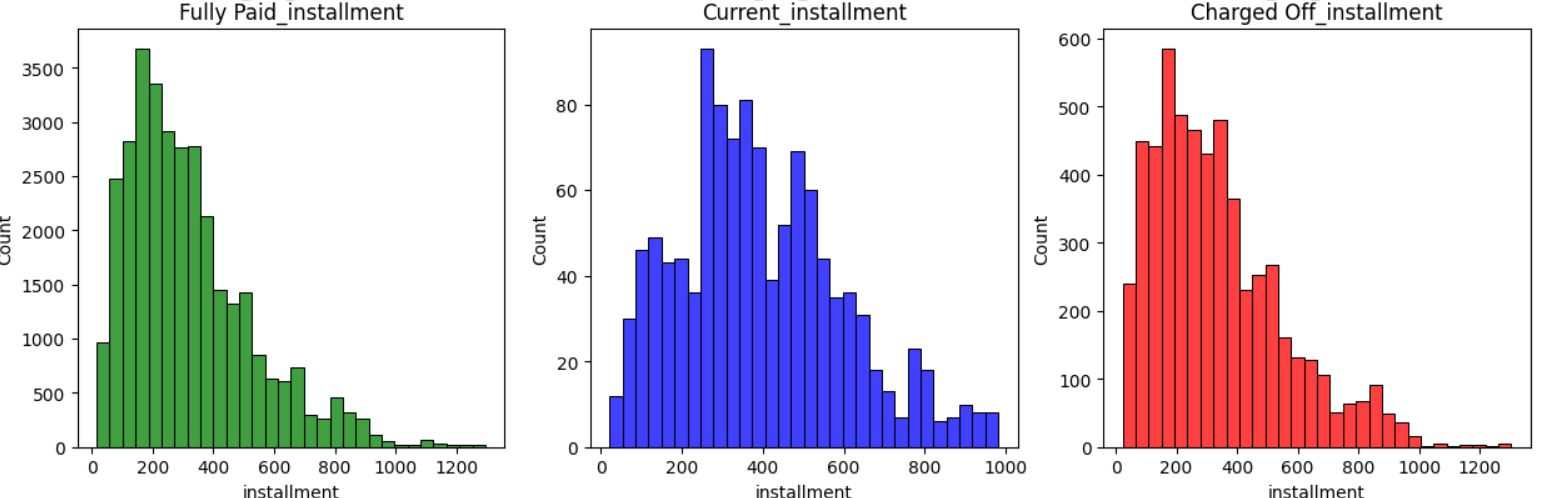 Fully Paid_installment
3500
3000
2500
2000
1500
1000
500
0
Count
0 200 400 600 800 1000 1200
installment
Current_installment
80
60
40
20
0
Count
0 200 400 600 800 1000
installment
Charged Off_installment
600
500
400
300
200
100
0
Count
0 200 400 600 800 1000 1200
installment